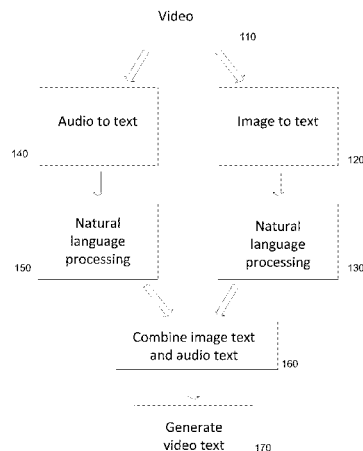 Video
110
Audio to text
Image to text
140
120
Natural
language
processing
Natural
language
processing
150
130
Combine image text
and audio text
160
Generate
video text
170